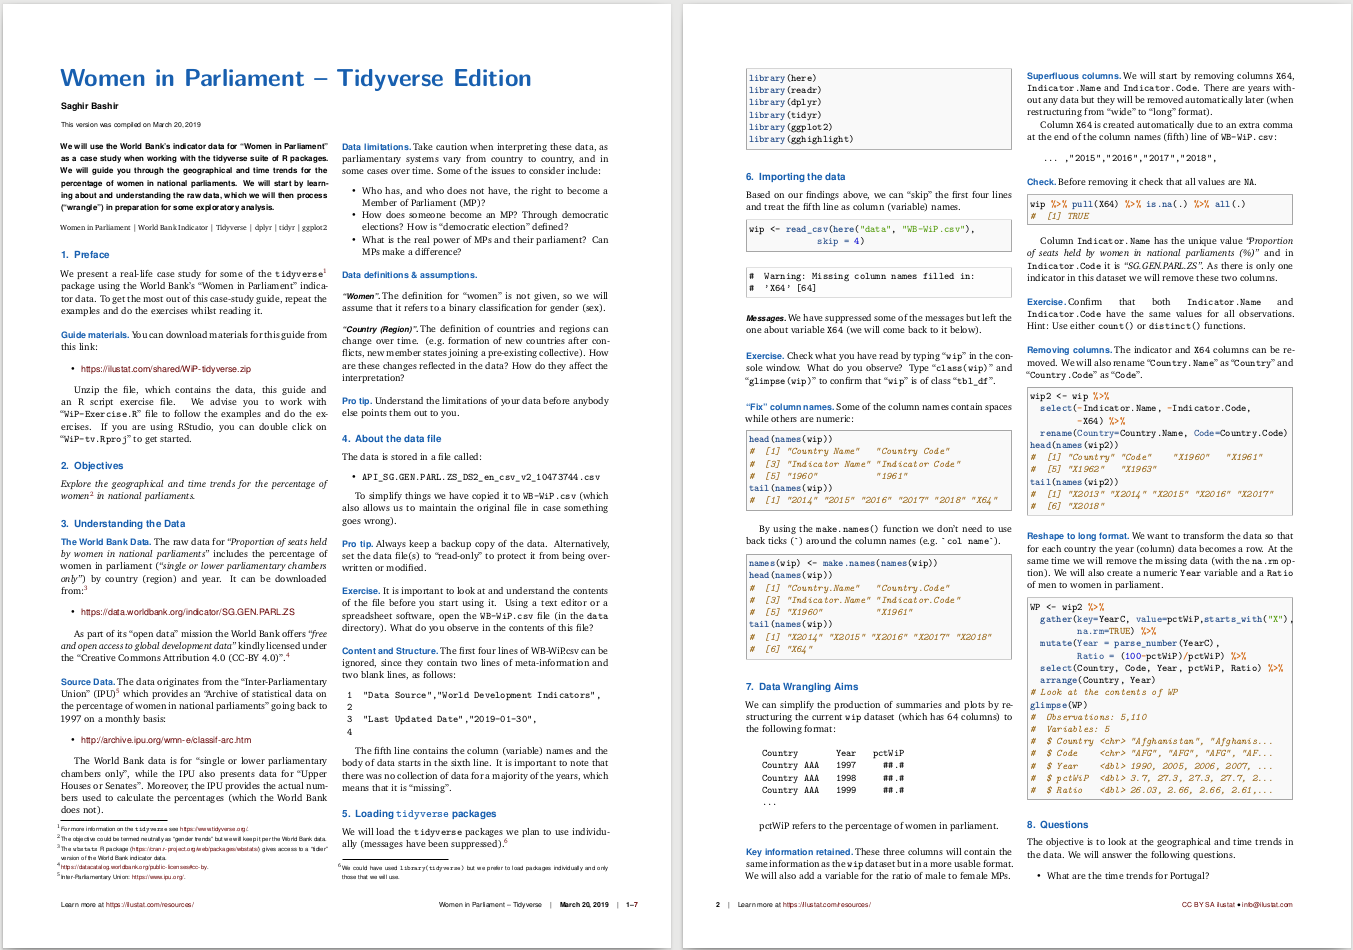 Women in Parliament – Tidyverse Edition
Saghir Bashir
This version was compiled on March 20, 2019
We will use the World Bank's indicator data for “Women in Parliament”
as a case study when working with the tidyverse suite of R packages.
We will guide you through the geographical and time trends for the
percentage of women in national parliaments. We will start by learn-
ing about and understanding the raw data, which we will then process
(“wrangle”) in preparation for some exploratory analysis.
Women in Parliament | World Bank Indicator | Tidyverse | dplyr | tidyr | ggplot2
1. Preface
We present a real-life case study for some of the tidyverse1
package using the World Bank's “Women in Parliament” indica-
tor data. To get the most out of this case-study guide, repeat the
examples and do the exercises whilst reading it.
Guide materials. You can download materials for this guide from
this link:
• https://ilustat.com/shared/WiP-tidyverse.zip
Unzip the file, which contains the data, this guide and
an R script exercise file. We advise you to work with
“WiP-Exercise.R” file to follow the examples and do the ex-
ercises. If you are using RStudio, you can double click on
“WiP-tv.Rproj” to get started.
2. Objectives
Explore the geographical and time trends for the percentage of
women2 in national parliaments.
3. Understanding the Data
The World Bank Data. The raw data for “Proportion of seats held
by women in national parliaments” includes the percentage of
women in parliament (“single or lower parliamentary chambers
only”) by country (region) and year. It can be downloaded
from:3
• https://data.worldbank.org/indicator/SG.GEN.PARL.ZS
As part of its “open data” mission the World Bank offers “free
and open access to global development data” kindly licensed under
the “Creative Commons Attribution 4.0 (CC-BY 4.0)”.4
Source Data. The data originates from the “Inter-Parliamentary
Union” (IPU)5 which provides an “Archive of statistical data on
the percentage of women in national parliaments” going back to
1997 on a monthly basis:
• http://archive.ipu.org/wmn-e/classif-arc.htm
The World Bank data is for “single or lower parliamentary
chambers only”, while the IPU also presents data for “Upper
Houses or Senates”. Moreover, the IPU provides the actual num-
bers used to calculate the percentages (which the World Bank
does not).
1For more information on the tidyverse see https://www.tidyverse.org/.
2The objective could be termed neutrally as “gender trends” but we will keep it per the World Bank data.
3The wbstats R package (https://cran.r-project.org/web/packages/wbstats) gives access to a “tidier”
version of the World Bank indicator data.
4https://datacatalog.worldbank.org/public-licenses#cc-by.
5Inter-Parliamentary Union: https://www.ipu.org/.
Data limitations. Take caution when interpreting these data, as
parliamentary systems vary from country to country, and in
some cases over time. Some of the issues to consider include:
• Who has, and who does not have, the right to become a
Member of Parliament (MP)?
• How does someone become an MP? Through democratic
elections? How is “democratic election” defined?
• What is the real power of MPs and their parliament? Can
MPs make a difference?
Data definitions & assumptions.
“Women”. The definition for “women” is not given, so we will
assume that it refers to a binary classification for gender (sex).
“Country (Region)”. The definition of countries and regions can
change over time. (e.g. formation of new countries after con-
flicts, new member states joining a pre-existing collective). How
are these changes reflected in the data? How do they affect the
interpretation?
Pro tip. Understand the limitations of your data before anybody
else points them out to you.
4. About the data file
The data is stored in a file called:
• API_SG.GEN.PARL.ZS_DS2_en_csv_v2_10473744.csv
To simplify things we have copied it to WB-WiP.csv (which
also allows us to maintain the original file in case something
goes wrong).
Pro tip. Always keep a backup copy of the data. Alternatively,
set the data file(s) to “read-only” to protect it from being over-
written or modified.
Exercise. It is important to look at and understand the contents
of the file before you start using it. Using a text editor or a
spreadsheet software, open the WB-WiP.csv file (in the data
directory). What do you observe in the contents of this file?
Content and Structure. The first four lines of WB-WiP.csv can be
ignored, since they contain two lines of meta-information and
two blank lines, as follows:
1 "Data Source","World Development Indicators",
2
3 "Last Updated Date","2019-01-30",
4
The fifth line contains the column (variable) names and the
body of data starts in the sixth line. It is important to note that
there was no collection of data for a majority of the years, which
means that it is “missing”.
5. Loading tidyverse packages
We will load the tidyverse packages we plan to use individu-
ally (messages have been suppressed).6
6We could have used library(tidyverse) but we prefer to load packages individually and only
those that we will use.
Learn more at https://ilustat.com/resources/
Women in Parliament – Tidyverse | March 20, 2019 | 1–7
library(here)
library(readr)
library(dplyr)
library(tidyr)
library(ggplot2)
library(gghighlight)
6. Importing the data
Based on our findings above, we can “skip” the first four lines
and treat the fifth line as column (variable) names.
wip <- read_csv(here("data", "WB-WiP.csv"),
skip = 4)
# Warning: Missing column names filled in:
# 'X64' [64]
Messages. We have suppressed some of the messages but left the
one about variable X64 (we will come back to it below).
Exercise. Check what you have read by typing “wip” in the con-
sole window. What do you observe? Type “class(wip)” and
“glimpse(wip)” to confirm that “wip” is of class “tbl_df”.
“Fix” column names. Some of the column names contain spaces
while others are numeric:
head(names(wip))
# [1] "Country Name" "Country Code"
# [3] "Indicator Name" "Indicator Code"
# [5] "1960" "1961"
tail(names(wip))
# [1] "2014" "2015" "2016" "2017" "2018" "X64"
By using the make.names() function we don't need to use
back ticks (`) around the column names (e.g. `col name`).
names(wip) <- make.names(names(wip))
head(names(wip))
# [1] "Country.Name" "Country.Code"
# [3] "Indicator.Name" "Indicator.Code"
# [5] "X1960" "X1961"
tail(names(wip))
# [1] "X2014" "X2015" "X2016" "X2017" "X2018"
# [6] "X64"
7. Data Wrangling Aims
We can simplify the production of summaries and plots by re-
structuring the current wip dataset (which has 64 columns) to
the following format:
Country Year pctWiP
Country AAA 1997 ##.#
Country AAA 1998 ##.#
Country AAA 1999 ##.#
...
pctWiP refers to the percentage of women in parliament.
Key information retained. These three columns will contain the
same information as the wip dataset but in a more usable format.
We will also add a variable for the ratio of male to female MPs.
Superfluous columns. We will start by removing columns X64,
Indicator.Name and Indicator.Code. There are years with-
out any data but they will be removed automatically later (when
restructuring from “wide” to “long” format).
Column X64 is created automatically due to an extra comma
at the end of the column names (fifth) line of WB-WiP.csv:
... ,"2015","2016","2017","2018",
Check. Before removing it check that all values are NA.
wip %>% pull(X64) %>% is.na(.) %>% all(.)
# [1] TRUE
Column Indicator.Name has the unique value “Proportion
of seats held by women in national parliaments (%)” and in
Indicator.Code it is “SG.GEN.PARL.ZS”. As there is only one
indicator in this dataset we will remove these two columns.
Exercise. Confirm that both Indicator.Name and
Indicator.Code have the same values for all observations.
Hint: Use either count() or distinct() functions.
Removing columns. The indicator and X64 columns can be re-
moved. We will also rename “Country.Name” as “Country” and
“Country.Code” as “Code”.
wip2 <- wip %>%
select(-Indicator.Name, -Indicator.Code,
-X64) %>%
rename(Country=Country.Name, Code=Country.Code)
head(names(wip2))
# [1] "Country" "Code" "X1960" "X1961"
# [5] "X1962" "X1963"
tail(names(wip2))
# [1] "X2013" "X2014" "X2015" "X2016" "X2017"
# [6] "X2018"
Reshape to long format. We want to transform the data so that
for each country the year (column) data becomes a row. At the
same time we will remove the missing data (with the na.rm op-
tion). We will also create a numeric Year variable and a Ratio
of men to women in parliament.
WP <- wip2 %>%
gather(key=YearC, value=pctWiP,starts_with("X"),
na.rm=TRUE) %>%
mutate(Year = parse_number(YearC),
Ratio = (100-pctWiP)/pctWiP) %>%
select(Country, Code, Year, pctWiP, Ratio) %>%
arrange(Country, Year)
# Look at the contents of WP
glimpse(WP)
# Observations: 5,110
# Variables: 5
# $ Country <chr> "Afghanistan", "Afghanis...
# $ Code <chr> "AFG", "AFG", "AFG", "AF...
# $ Year <dbl> 1990, 2005, 2006, 2007, ...
# $ pctWiP <dbl> 3.7, 27.3, 27.3, 27.7, 2...
# $ Ratio <dbl> 26.03, 2.66, 2.66, 2.61,...
8. Questions
The objective is to look at the geographical and time trends in
the data. We will answer the following questions.
• What are the time trends for Portugal?
2 | Learn more at https://ilustat.com/resources/
CC BY SA ilustat • info@ilustat.com